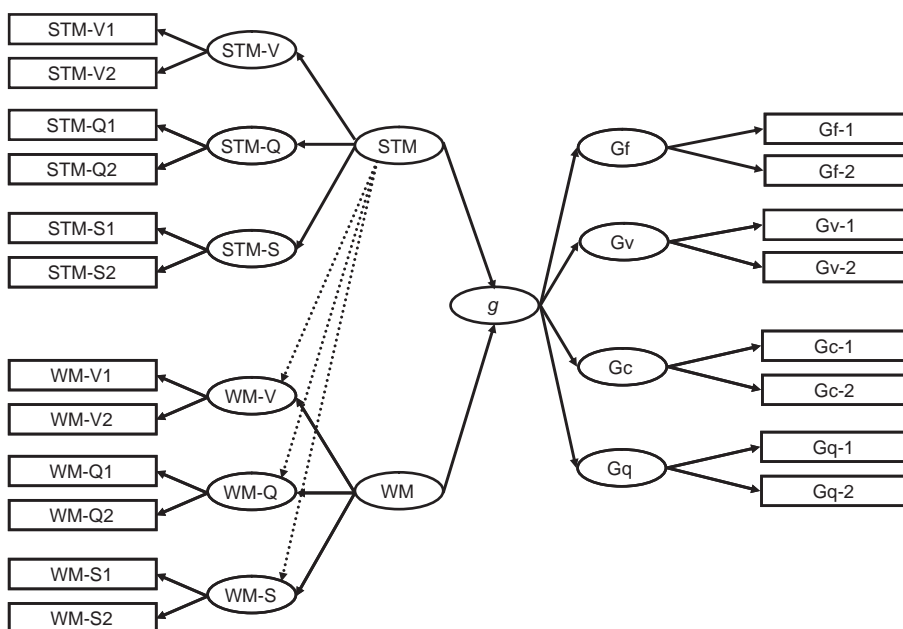 STM-V1
STM-V2
STM-V
STM-Q1
STM-Q2
STM-Q
STM-S1
STM-S2
STM-S
STM
WM-V1
WM-V2
WM-V
WM-Q1
WM-Q2
WM-Q
WM-S1
WM-S2
WM-S
WM
g
Gf
Gf-1
Gf-2
Gv
Gv-1
Gv-2
Gc
Gc-1
Gc-2
Gq
Gq-1
Gq-2